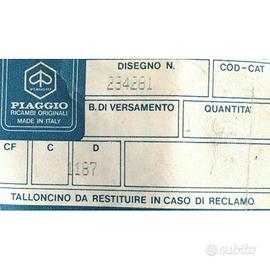 DISEGNO N.
COD-CAT
294281
PIAGGIO
PIAGGIO
RICAMBI ORIGINALI
MADE IN ITALY
B. DI VERSAMENTO
QUANTITA'
CF
C
D
1187
TALLONCINO DA RESTITUIRE IN CASO DI RECLAMO
subito